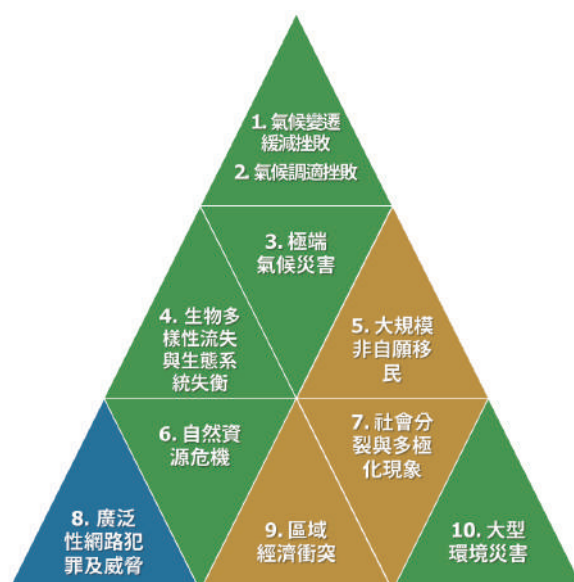 1. 氣候變遷
緩減挫敗
2. 氣候調適挫敗
3. 極端
氣候災害
4. 生物多
樣性流失
與生態系
統失衡
5. 大規模
非自願移
民
6. 自然資
源危機
7. 社會分
裂與多極
化現象
8. 廣泛
性網路犯
罪及威脅
9. 區域
經濟衝突
10. 大型
環境災害